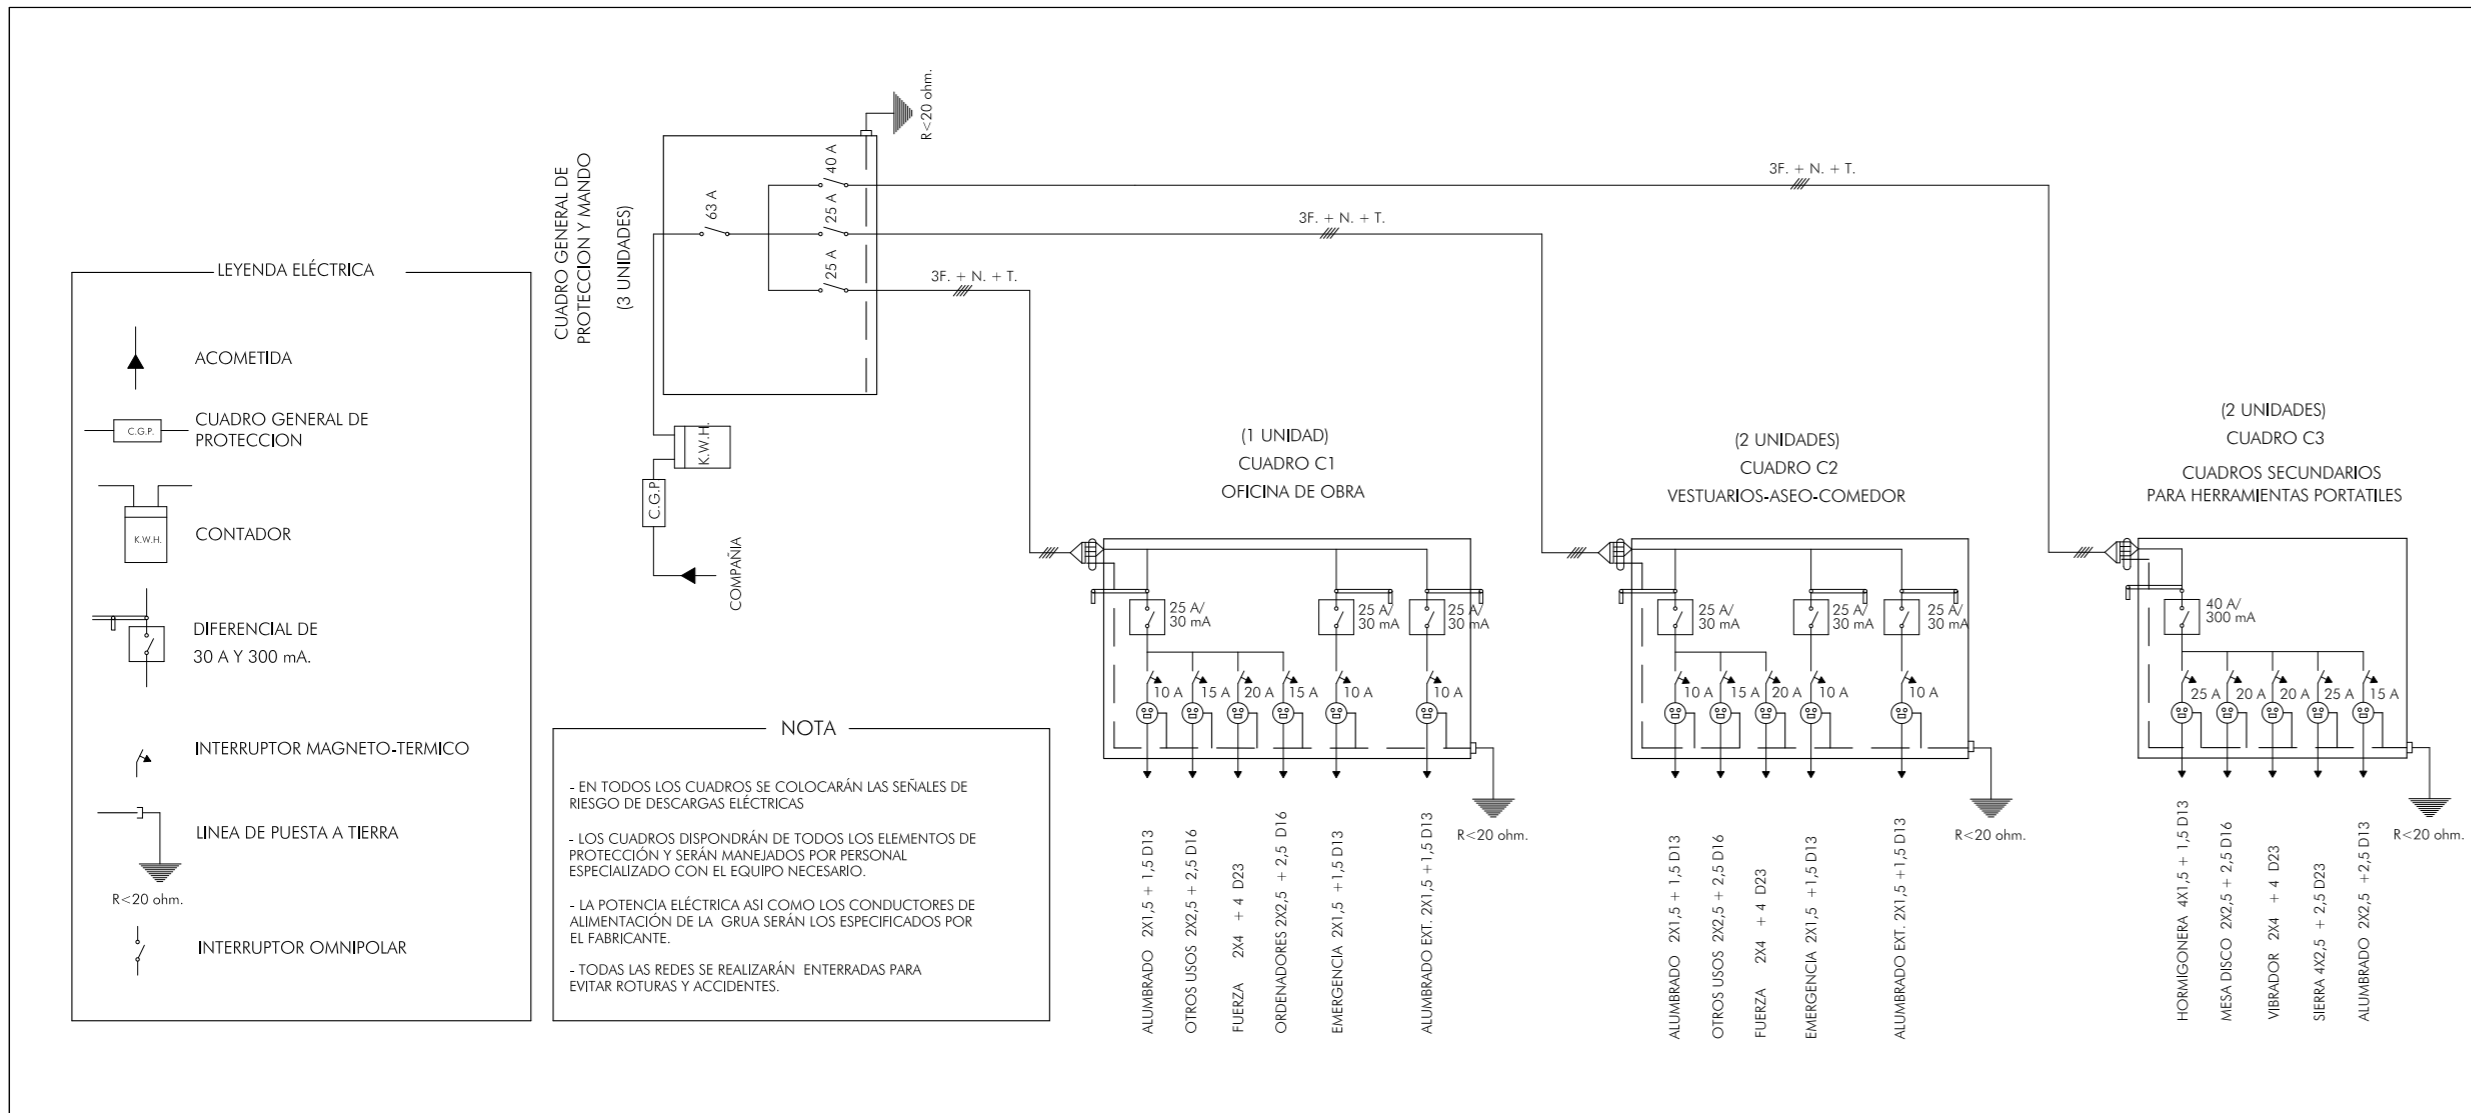 LEYENDA ELÉCTRICA
ACOMETIDA
C.G.P.
CUADRO GENERAL DE
PROTECCION
K.W.H.
CONTADOR
DIFERENCIAL DE
30 A Y 300 mA.
INTERRUPTOR MAGNETO-TERMICO
LINEA DE PUESTA A TIERRA
R<20 ohm.
INTERRUPTOR OMNIPOLAR
CUADRO GENERAL DE
PROTECCION Y MANDO
(3 UNIDADES)
63 A
40 A
25 A
25 A
R<20 ohm.
3F. + N. + T.
3F. + N. + T.
3F. + N. + T.
K.W.H.
C.G.P.
COMPAÑIA
NOTA
- EN TODOS LOS CUADROS SE COLOCARÁN LAS SEÑALES DE
RIESGO DE DESCARGAS ELÉCTRICAS
- LOS CUADROS DISPONDRÁN DE TODOS LOS ELEMENTOS DE
PROTECCIÓN Y SERÁN MANEJADOS POR PERSONAL
ESPECIALIZADO CON EL EQUIPO NECESARIO.
- LA POTENCIA ELÉCTRICA ASI COMO LOS CONDUCTORES DE
ALIMENTACIÓN DE LA GRUA SERÁN LOS ESPECIFICADOS POR
EL FABRICANTE.
- TODAS LAS REDES SE REALIZARÁN ENTERRADAS PARA
EVITAR ROTURAS Y ACCIDENTES.
(1 UNIDAD)
CUADRO C1
OFICINA DE OBRA
25 A/
30 mA
25 A/
30 mA
25 A/
30 mA
10 A
15 A
20 A
15 A
10 A
10 A
R<20 ohm.
ALUMBRADO 2X1,5 + 1,5 D13
OTROS USOS 2X2,5 + 2,5 D16
FUERZA 2X4 + 4 D23
ORDENADORES 2X2,5 + 2,5 D16
EMERGENCIA 2X1,5 +1,5 D13
ALUMBRADO EXT. 2X1,5 +1,5 D13
(2 UNIDADES)
CUADRO C2
VESTUARIOS-ASEO-COMEDOR
25 A/
30 mA
25 A/
30 mA
25 A/
30 mA
10 A
15 A
20 A
10 A
10 A
R<20 ohm.
ALUMBRADO 2X1,5 + 1,5 D13
OTROS USOS 2X2,5 + 2,5 D16
FUERZA 2X4 + 4 D23
EMERGENCIA 2X1,5 +1,5 D13
ALUMBRADO EXT. 2X1,5 +1,5 D13
(2 UNIDADES)
CUADRO C3
CUADROS SECUNDARIOS
PARA HERRAMIENTAS PORTATILES
40 A/
300 mA
25 A
20 A
20 A
25 A
15 A
R<20 ohm.
HORMIGONERA 4X1,5 + 1,5 D13
MESA DISCO 2X2,5 + 2,5 D16
VIBRADOR 2X4 + 4 D23
SIERRA 4X2,5 + 2,5 D23
ALUMBRADO 2X2,5 +2,5 D13